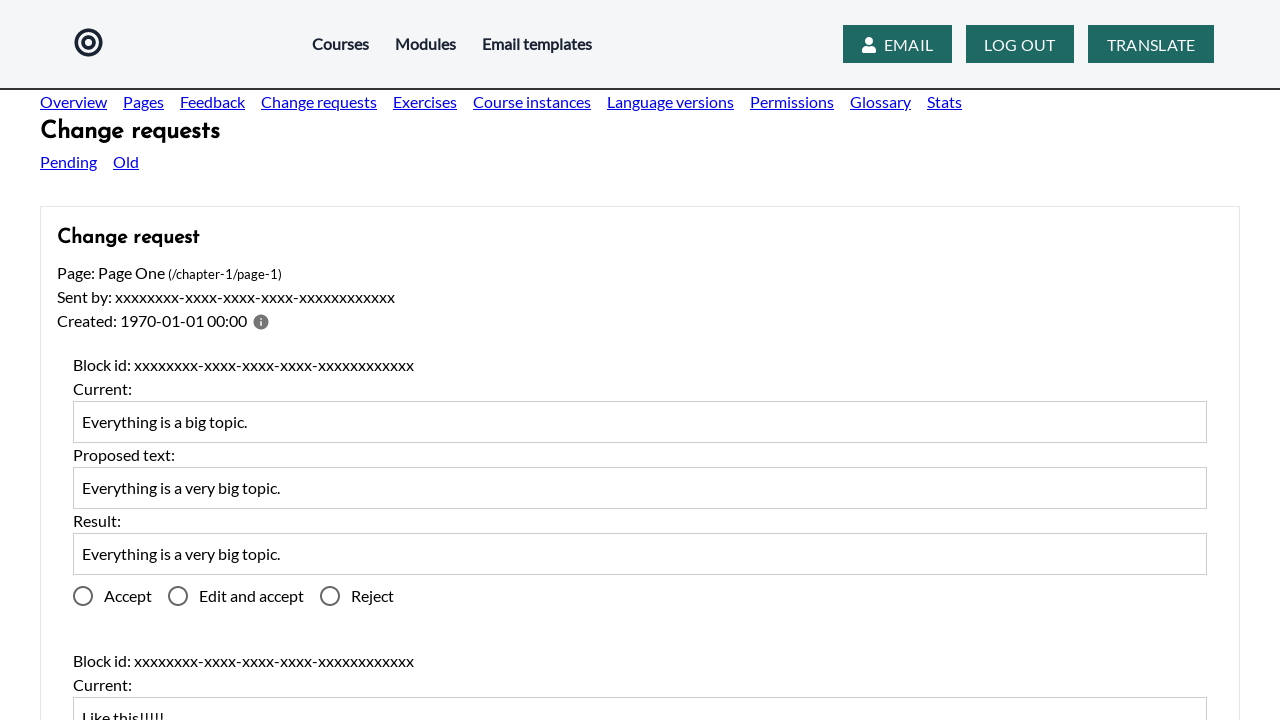 Courses Modules Email templates EMAIL LOG OUT TRANSLATE
Overview Pages Feedback Change requests Exercises Course instances Language versions Permissions Glossary Stats
Change requests
Pending Old
Change request
Page: Page One (/chapter-1/page-1)
Sent by: xxxxxxxx-xxxx-xxxx-xxxx-xxxxxxxxxxxx
Created: 1970-01-01 00:00
Block id: xxxxxxxx-xxxx-xxxx-xxxx-xxxxxxxxxxxx
Current:
Everything is a big topic.
Proposed text:
Everything is a very big topic.
Result:
Everything is a very big topic.
Accept Edit and accept Reject
Block id: xxxxxxxx-xxxx-xxxx-xxxx-xxxxxxxxxxxx
Current:
Like this!!!!!